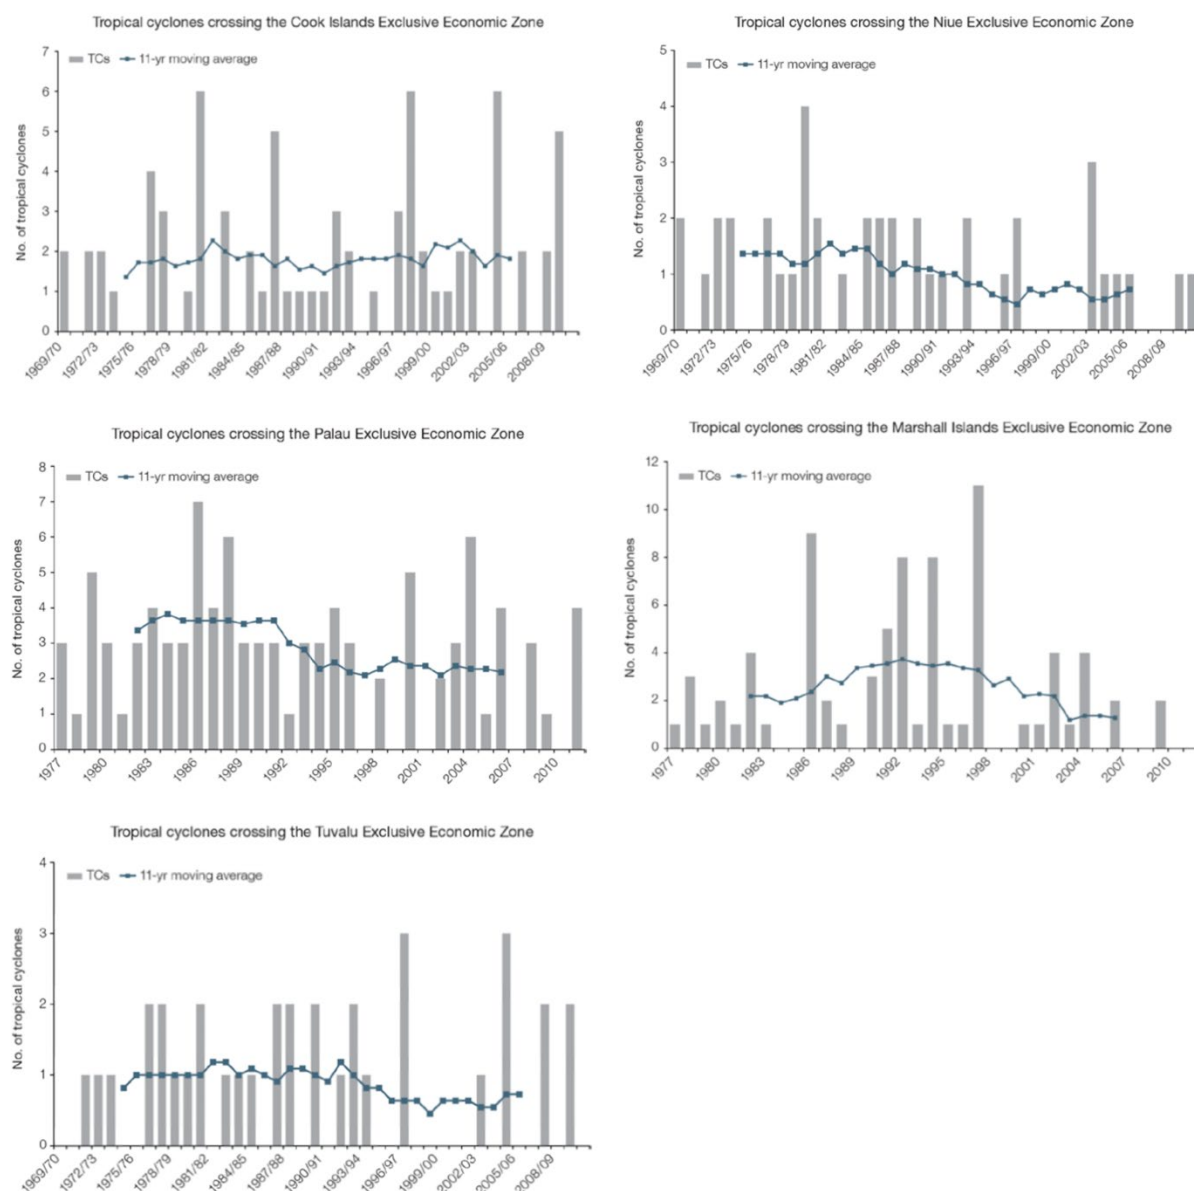 Tropical cyclones crossing the Cook Islands Exclusive Economic Zone
TCs 11-yr moving average
No. of tropical cyclones
7
6
5
4
3
2
1
0
1969/70 1972/73 1975/76 1978/79 1981/82 1984/85 1987/88 1990/91 1993/94 1996/97 1999/00 2002/03 2005/06 2008/09
Tropical cyclones crossing the Niue Exclusive Economic Zone
TCs 11-yr moving average
No. of tropical cyclones
5
4
3
2
1
0
1969/70 1972/73 1975/76 1978/79 1981/82 1984/85 1987/88 1990/91 1993/94 1996/97 1999/00 2002/03 2005/06 2008/09
Tropical cyclones crossing the Palau Exclusive Economic Zone
TCs 11-yr moving average
No. of tropical cyclones
8
7
6
5
4
3
2
1
0
1977 1980 1983 1986 1989 1992 1995 1998 2001 2004 2007 2010
Tropical cyclones crossing the Marshall Islands Exclusive Economic Zone
TCs 11-yr moving average
No. of tropical cyclones
12
10
8
6
4
2
0
1977 1980 1983 1986 1989 1992 1995 1998 2001 2004 2007 2010
Tropical cyclones crossing the Tuvalu Exclusive Economic Zone
TCs 11-yr moving average
No. of tropical cyclones
4
3
2
1
0
1969/70 1972/73 1975/76 1978/79 1981/82 1984/85 1987/88 1990/91 1993/94 1996/97 1999/00 2002/03 2005/06 2008/09